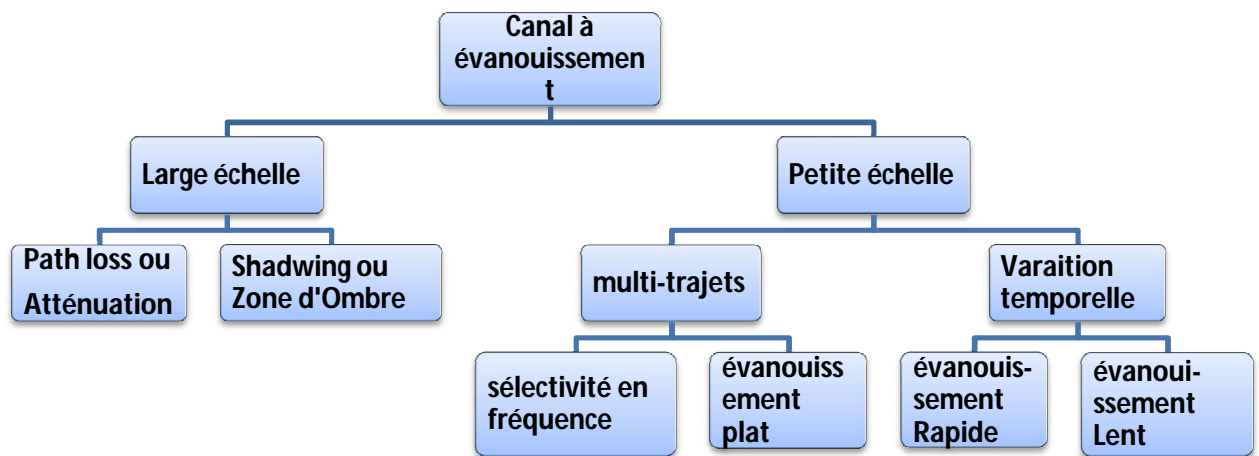 Canal à
évanouissemen
t
Large échelle
Petite échelle
Path loss ou
Atténuation
Shadwing ou
Zone d'Ombre
multi-trajets
Varaition
temporelle
sélectivité en
fréquence
évanouiss
ement
plat
évanouis-
sement
Rapide
évanoui-
ssement
Lent